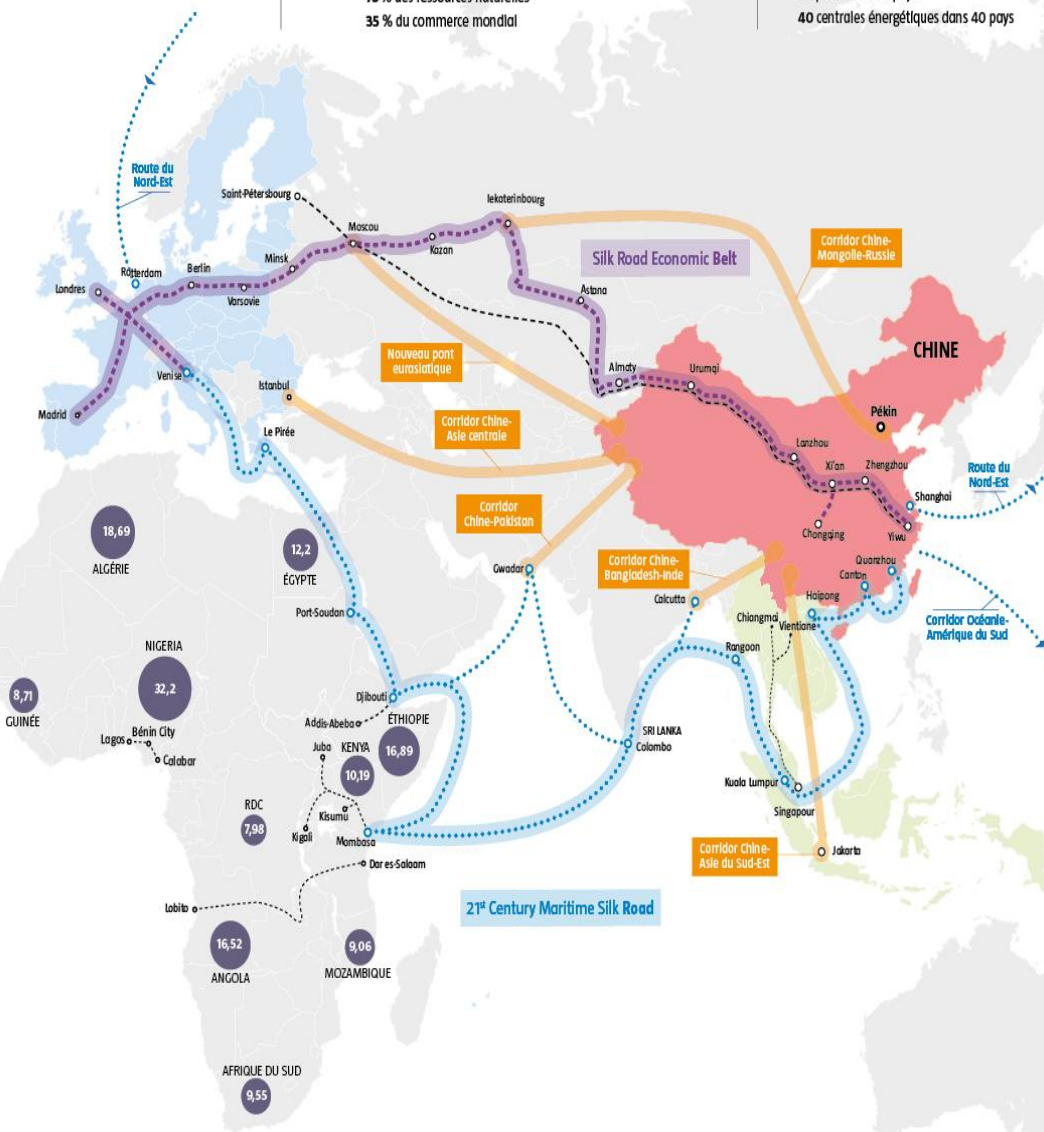 35 % du commerce mondial
40 centrales énergétiques dans 40 pays
Route du
Nord-Est
Saint-Pétersbourg
Iekaterinbourg
Moscou
Kazan
Corridor Chine-
Mongolie-Russie
Silk Road Economic Belt
Minsk
Berlin
Rotterdam
Londres
Varsovie
Astana
CHINE
Nouveau pont
eurasiatique
Venise
Istanbul
Almaty
Urumqi
Madrid
Pékin
Corridor Chine-
Asie centrale
Le Pirée
Lanzhou
Xi'an
Zhengzhou
Route du
Nord-Est
Shanghai
Corridor
Chine-Pakistan
Chongqing
Yiwu
18,69
ALGÉRIE
12,2
ÉGYPTE
Gwadar
Corridor Chine-
Bangladesh-Inde
Quanzhou
Canton
Calcutta
Haipong
Port-Soudan
Chiangmai
Vientiane
Corridor Océanie-
Amérique du Sud
Rangoon
NIGERIA
32,2
8,71
GUINÉE
Djibouti
Addis-Abeba
ÉTHIOPIE
16,89
Bénin City
Lagos
Calabar
SRI LANKA
Colombo
Juba
KENYA
10,19
Kuala Lumpur
Singapour
RDC
7,98
Kisumu
Kigali
Mombasa
Corridor Chine-
Asie du Sud-Est
Jakarta
Dar es-Salaam
Lobito
21st Century Maritime Silk Road
16,52
ANGOLA
9,06
MOZAMBIQUE
AFRIQUE DU SUD
9,55